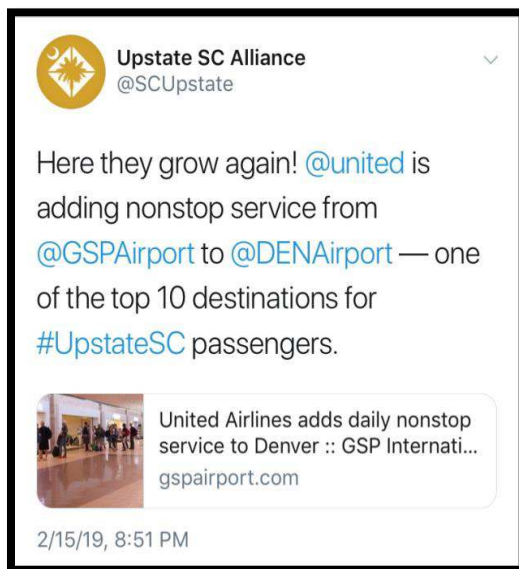 Upstate SC Alliance
@SCUpstate
Here they grow again! @united is
adding nonstop service from
@GSPAirport to @DENAirport — one
of the top 10 destinations for
#UpstateSC passengers.
United Airlines adds daily nonstop
service to Denver :: GSP Internati...
gspairport.com
2/15/19, 8:51 PM